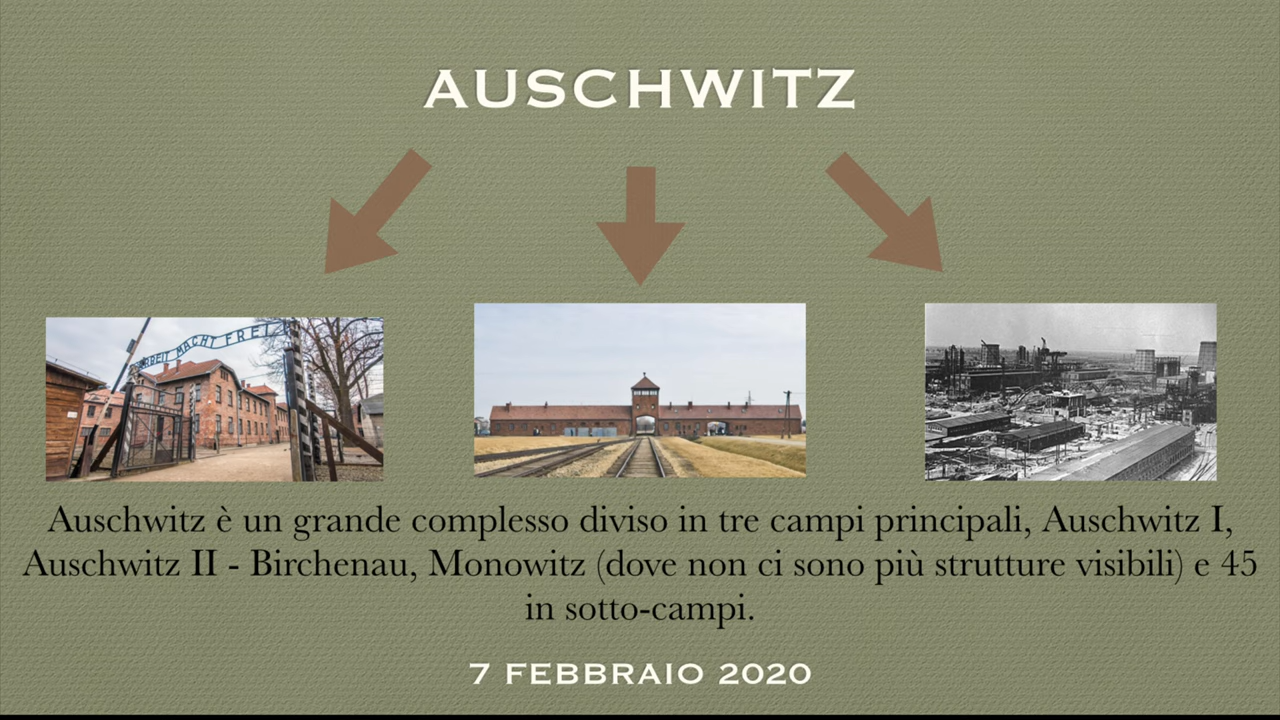 AUSCHWITZ
ARBEIT MACHT FREI
Auschwitz è un grande complesso diviso in tre campi principali, Auschwitz I,
Auschwitz II - Birchenau, Monowitz (dove non ci sono più strutture visibili) e 45
in sotto-campi.
7 FEBBRAIO 2020